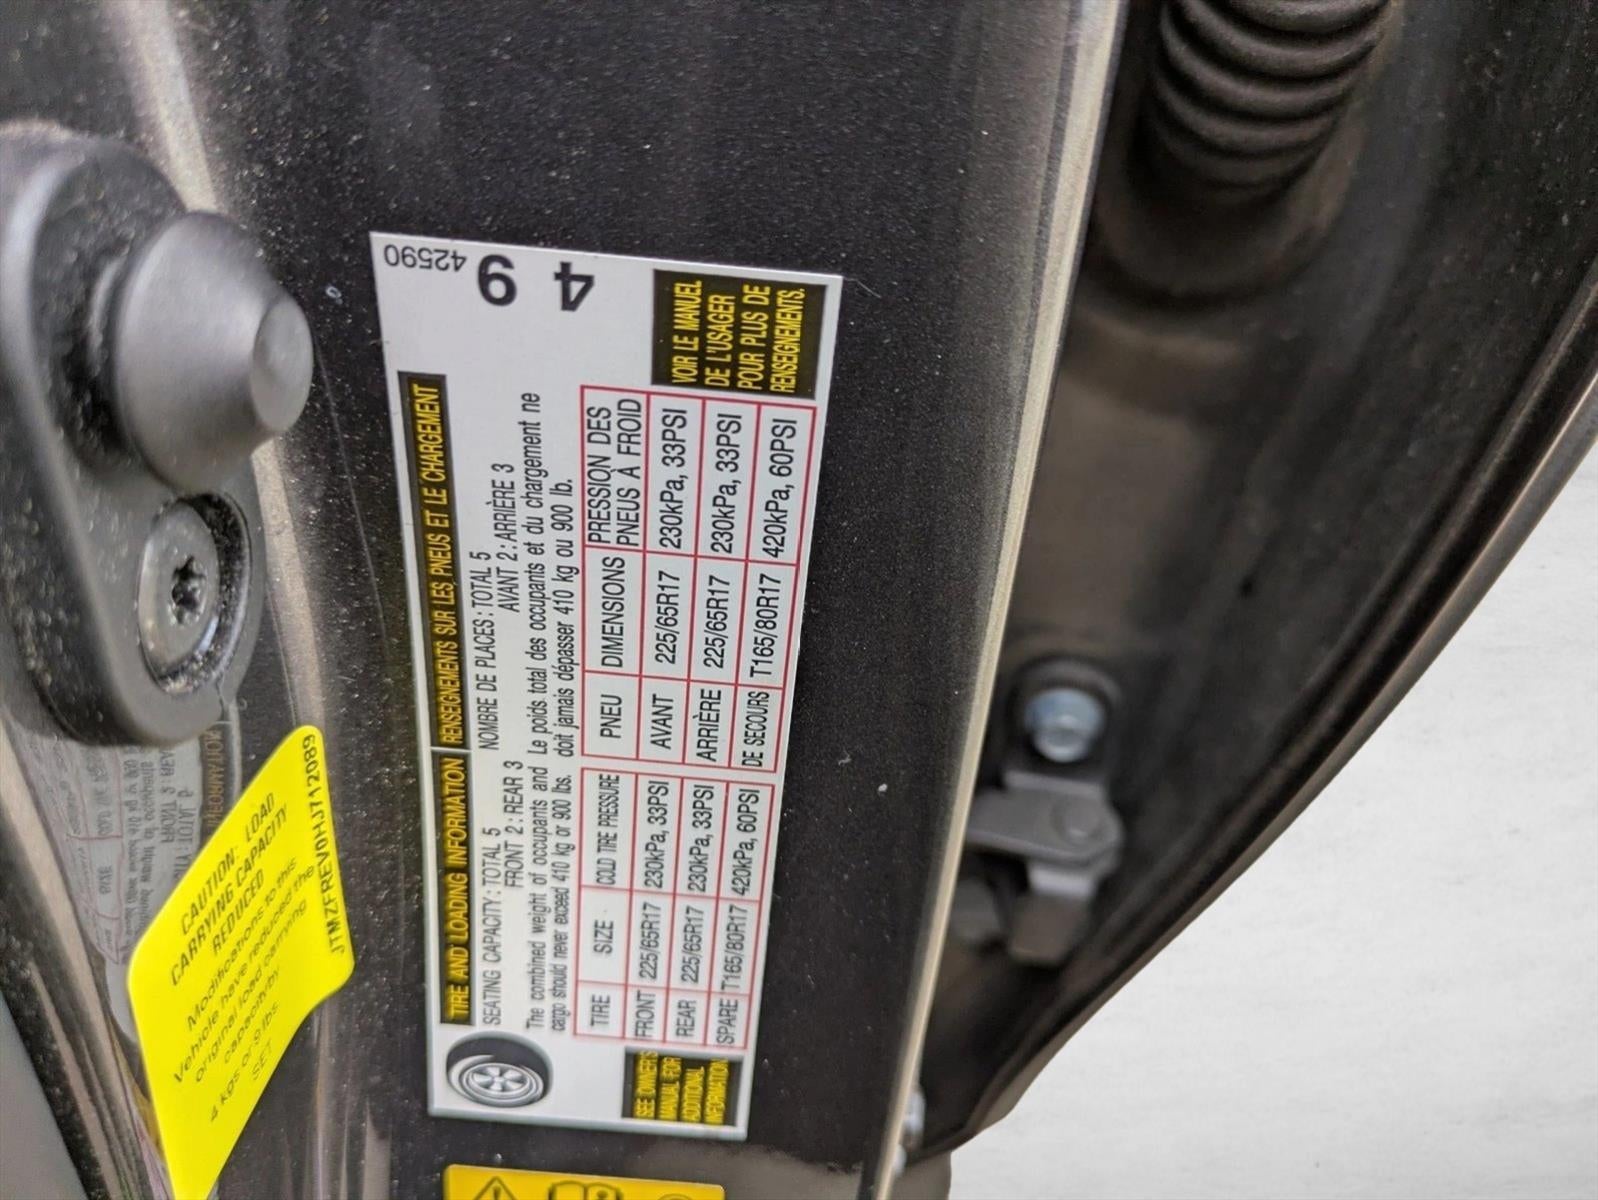 42590
4 9
TIRE AND LOADING INFORMATION
RENSEIGNEMENTS SUR LES PNEUS ET LE CHARGEMENT
SEATING CAPACITY : TOTAL 5
FRONT 2 : REAR 3
NOMBRE DE PLACES : TOTAL 5
AVANT 2 : ARRIÈRE 3
The combined weight of occupants and
cargo should never exceed 410 kg or 900 lbs.
Le poids total des occupants et du chargement ne
doit jamais dépasser 410 kg ou 900 lb.
TIRE SIZE COLD TIRE PRESSURE
FRONT 225/65R17 230kPa, 33PSI
REAR 225/65R17 230kPa, 33PSI
SPARE T165/80R17 420kPa, 60PSI
PNEU DIMENSIONS PRESSION DES
PNEUS À FROID
AVANT 225/65R17 230kPa, 33PSI
ARRIÈRE 225/65R17 230kPa, 33PSI
DE SECOURS T165/80R17 420kPa, 60PSI
SEE OWNER'S
MANUAL FOR
ADDITIONAL
INFORMATION
VOIR LE MANUEL
DE L'USAGER
POUR PLUS DE
RENSEIGNEMENTS.
CAUTION: LOAD
CARRYING CAPACITY
REDUCED
Modifications to this
Vehicle have reduced the
original load carrying
capacity by.
4 kgs or 9 lbs
SET
JTMZFREV0HJ712089